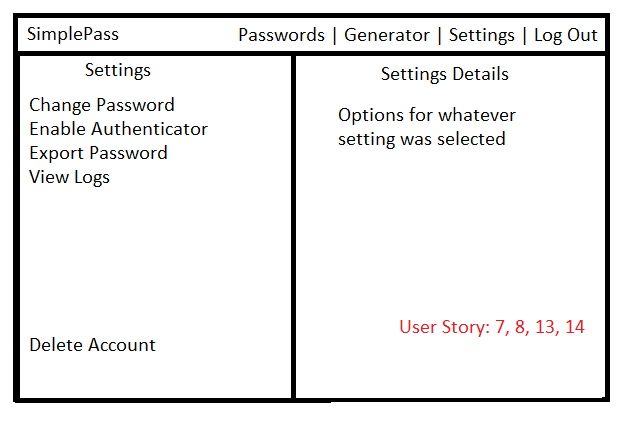 SimplePass
Passwords | Generator | Settings | Log Out
Settings
Change Password
Enable Authenticator
Export Password
View Logs
Delete Account
Settings Details
Options for whatever
setting was selected
User Story: 7, 8, 13, 14